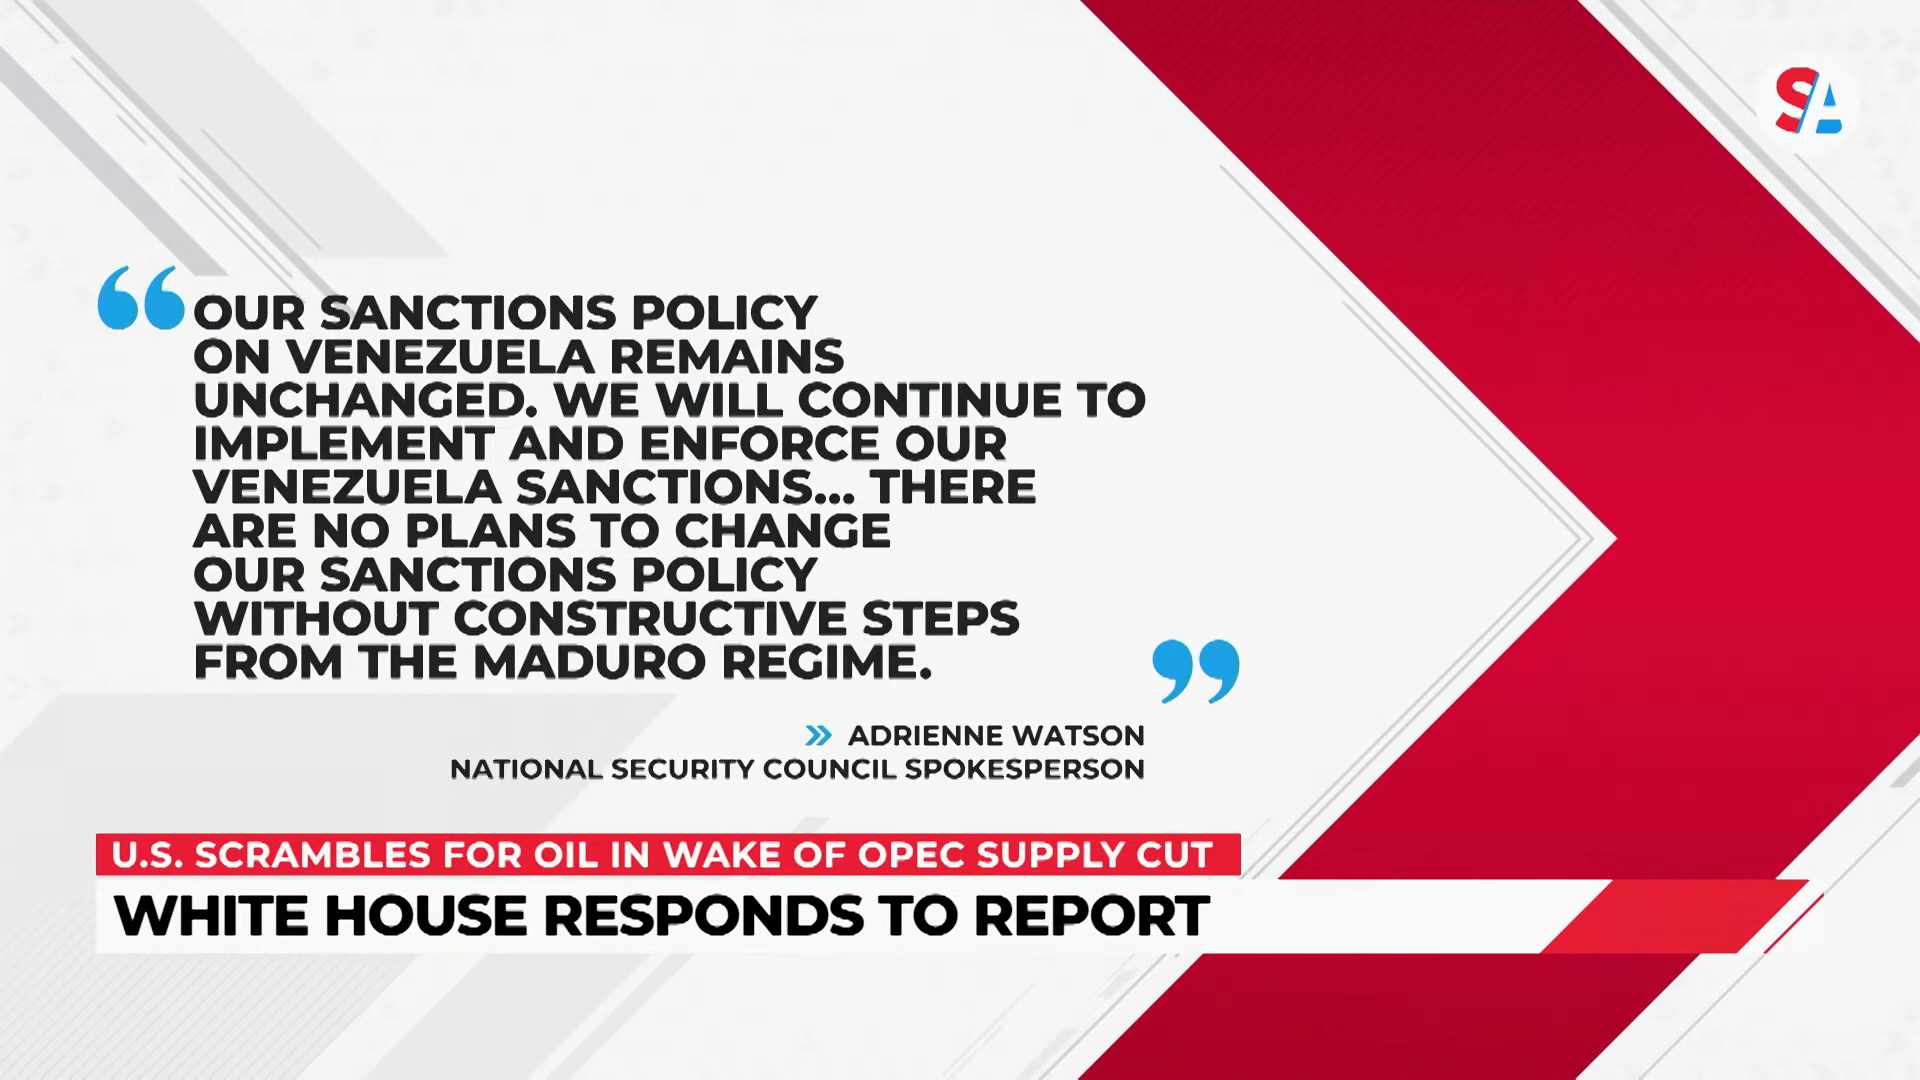 SA
“OUR SANCTIONS POLICY
ON VENEZUELA REMAINS
UNCHANGED. WE WILL CONTINUE TO
IMPLEMENT AND ENFORCE OUR
VENEZUELA SANCTIONS... THERE
ARE NO PLANS TO CHANGE
OUR SANCTIONS POLICY
WITHOUT CONSTRUCTIVE STEPS
FROM THE MADURO REGIME.”
» ADRIENNE WATSON
NATIONAL SECURITY COUNCIL SPOKESPERSON
U.S. SCRAMBLES FOR OIL IN WAKE OF OPEC SUPPLY CUT
WHITE HOUSE RESPONDS TO REPORT